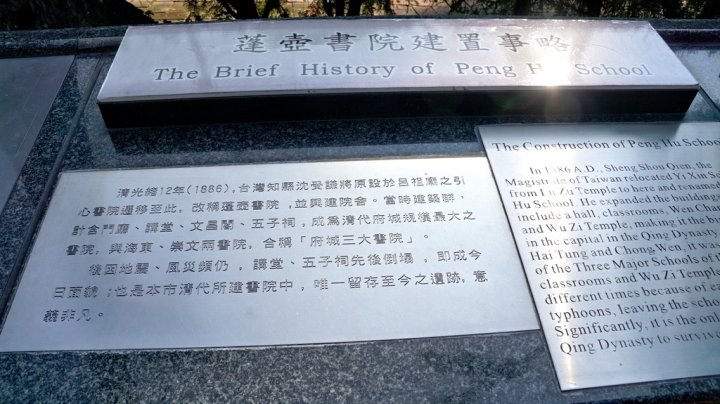 蓬壺書院建置事略
The Brief History of Peng Hu School
清光緒12年(1886),台灣知縣沈受謙將原設於呂祖廟之引
心書院遷移至此, 改稱蓬壺書院 ,並興建院舍。當時建築群,
計含門廳、講堂、文昌閣、五子祠,成為清代府城規模最大之
書院, 與海東、崇文兩書院,合稱「府城三大書院」。
後因地震、風災頻仍 , 講堂、五子祠先後倒塌 , 即成今
日面貌 ;也是本市清代所建書院中 , 唯一留存至今之遺跡, 意
義非凡。
The Construction of Peng Hu Schoo
In 1886 A.D., Sheng Shou Qien, the
Magistrate of Taiwan relocated Yi Xin Sc
from Lu Zu Temple to here and renamed
Hu School. He expanded the building
include a hall, classrooms, Wen Chan
and Wu Zi Temple, making it the b
in the capital in the Qing Dynasty
Hai Tung and Chong Wen, it was
of the Three Major Schools of
classrooms and Wu Zi Temple
different times because of e
typhoons, leaving the scho
Significantly, it is the onl
Qing Dynasty to surviv